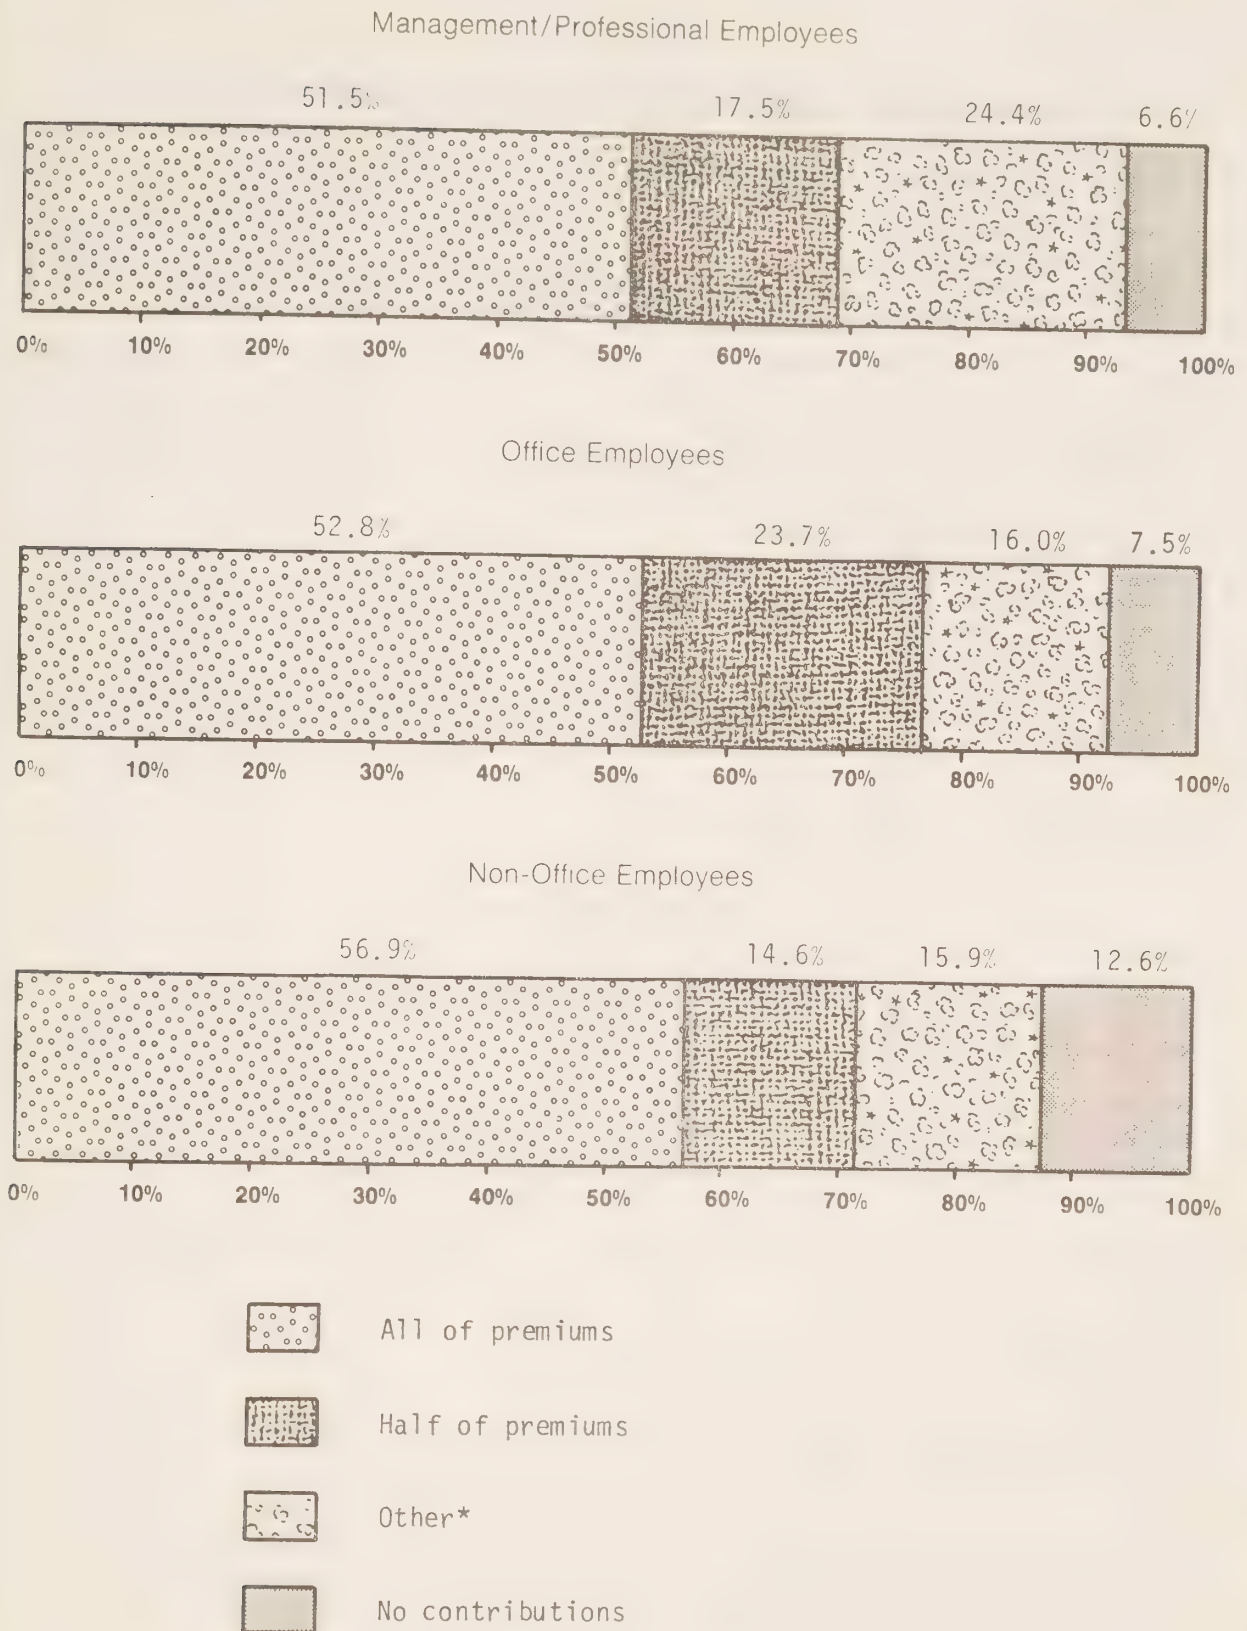 Management/Professional Employees
51.5% 17.5% 24.4% 6.6%
0% 10% 20% 30% 40% 50% 60% 70% 80% 90% 100%
Office Employees
52.8% 23.7% 16.0% 7.5%
0% 10% 20% 30% 40% 50% 60% 70% 80% 90% 100%
Non-Office Employees
56.9% 14.6% 15.9% 12.6%
0% 10% 20% 30% 40% 50% 60% 70% 80% 90% 100%
All of premiums
Half of premiums
Other*
No contributions